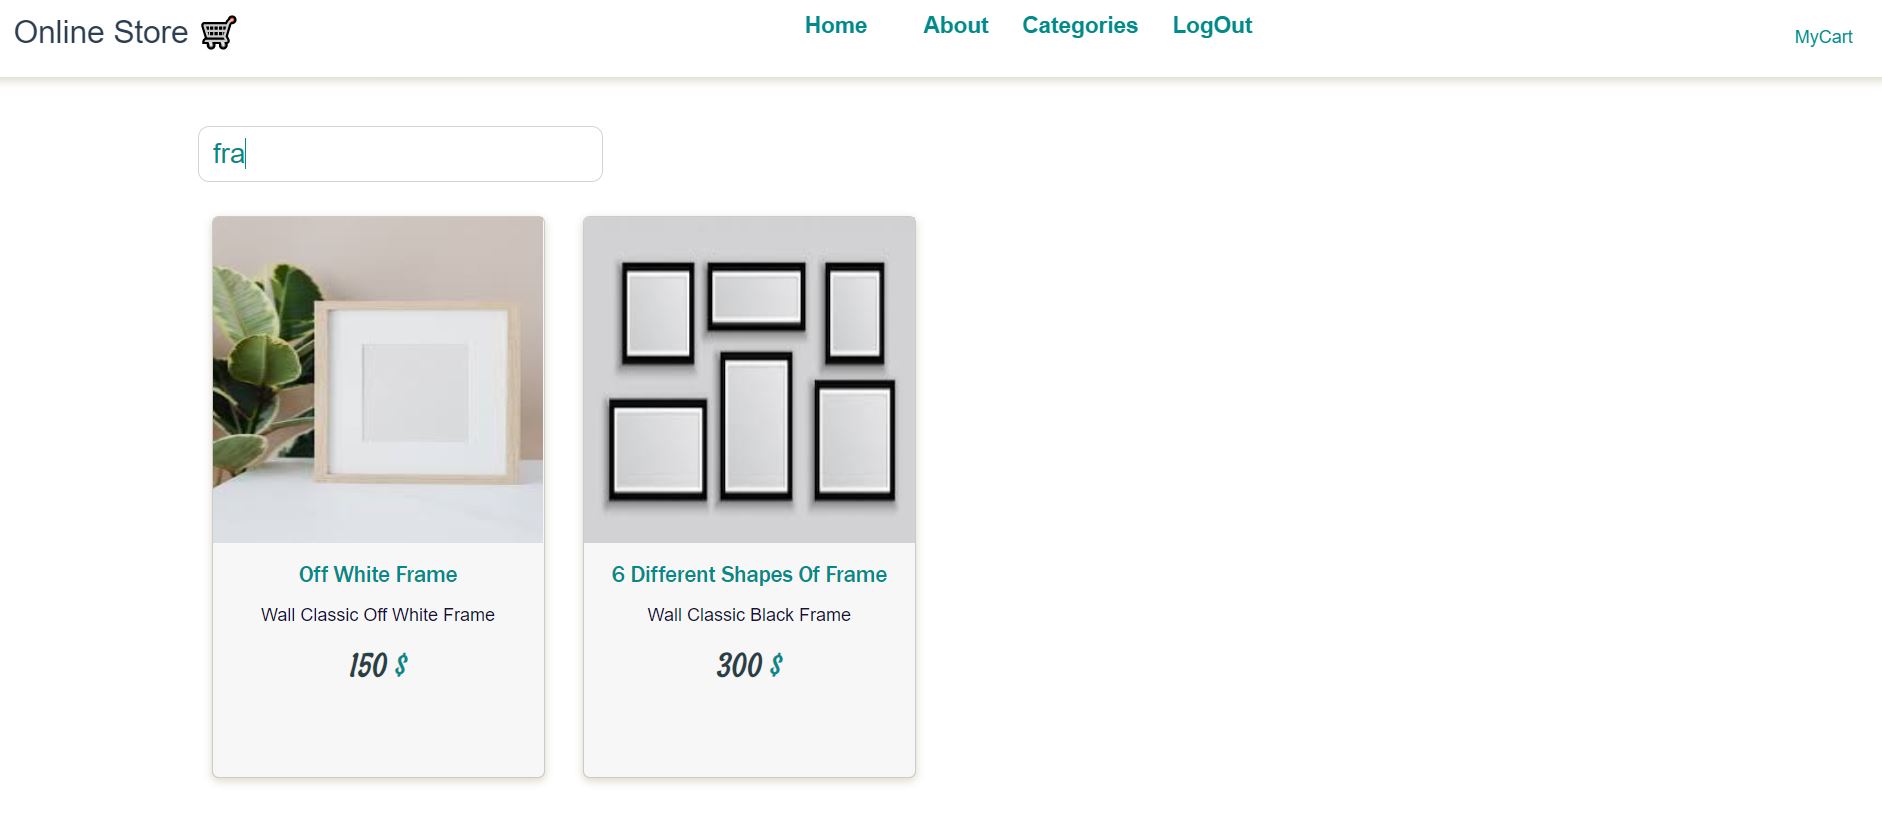 Online Store
Home About Categories LogOut
MyCart
fra
Off White Frame
Wall Classic Off White Frame
150 $
6 Different Shapes Of Frame
Wall Classic Black Frame
300 $